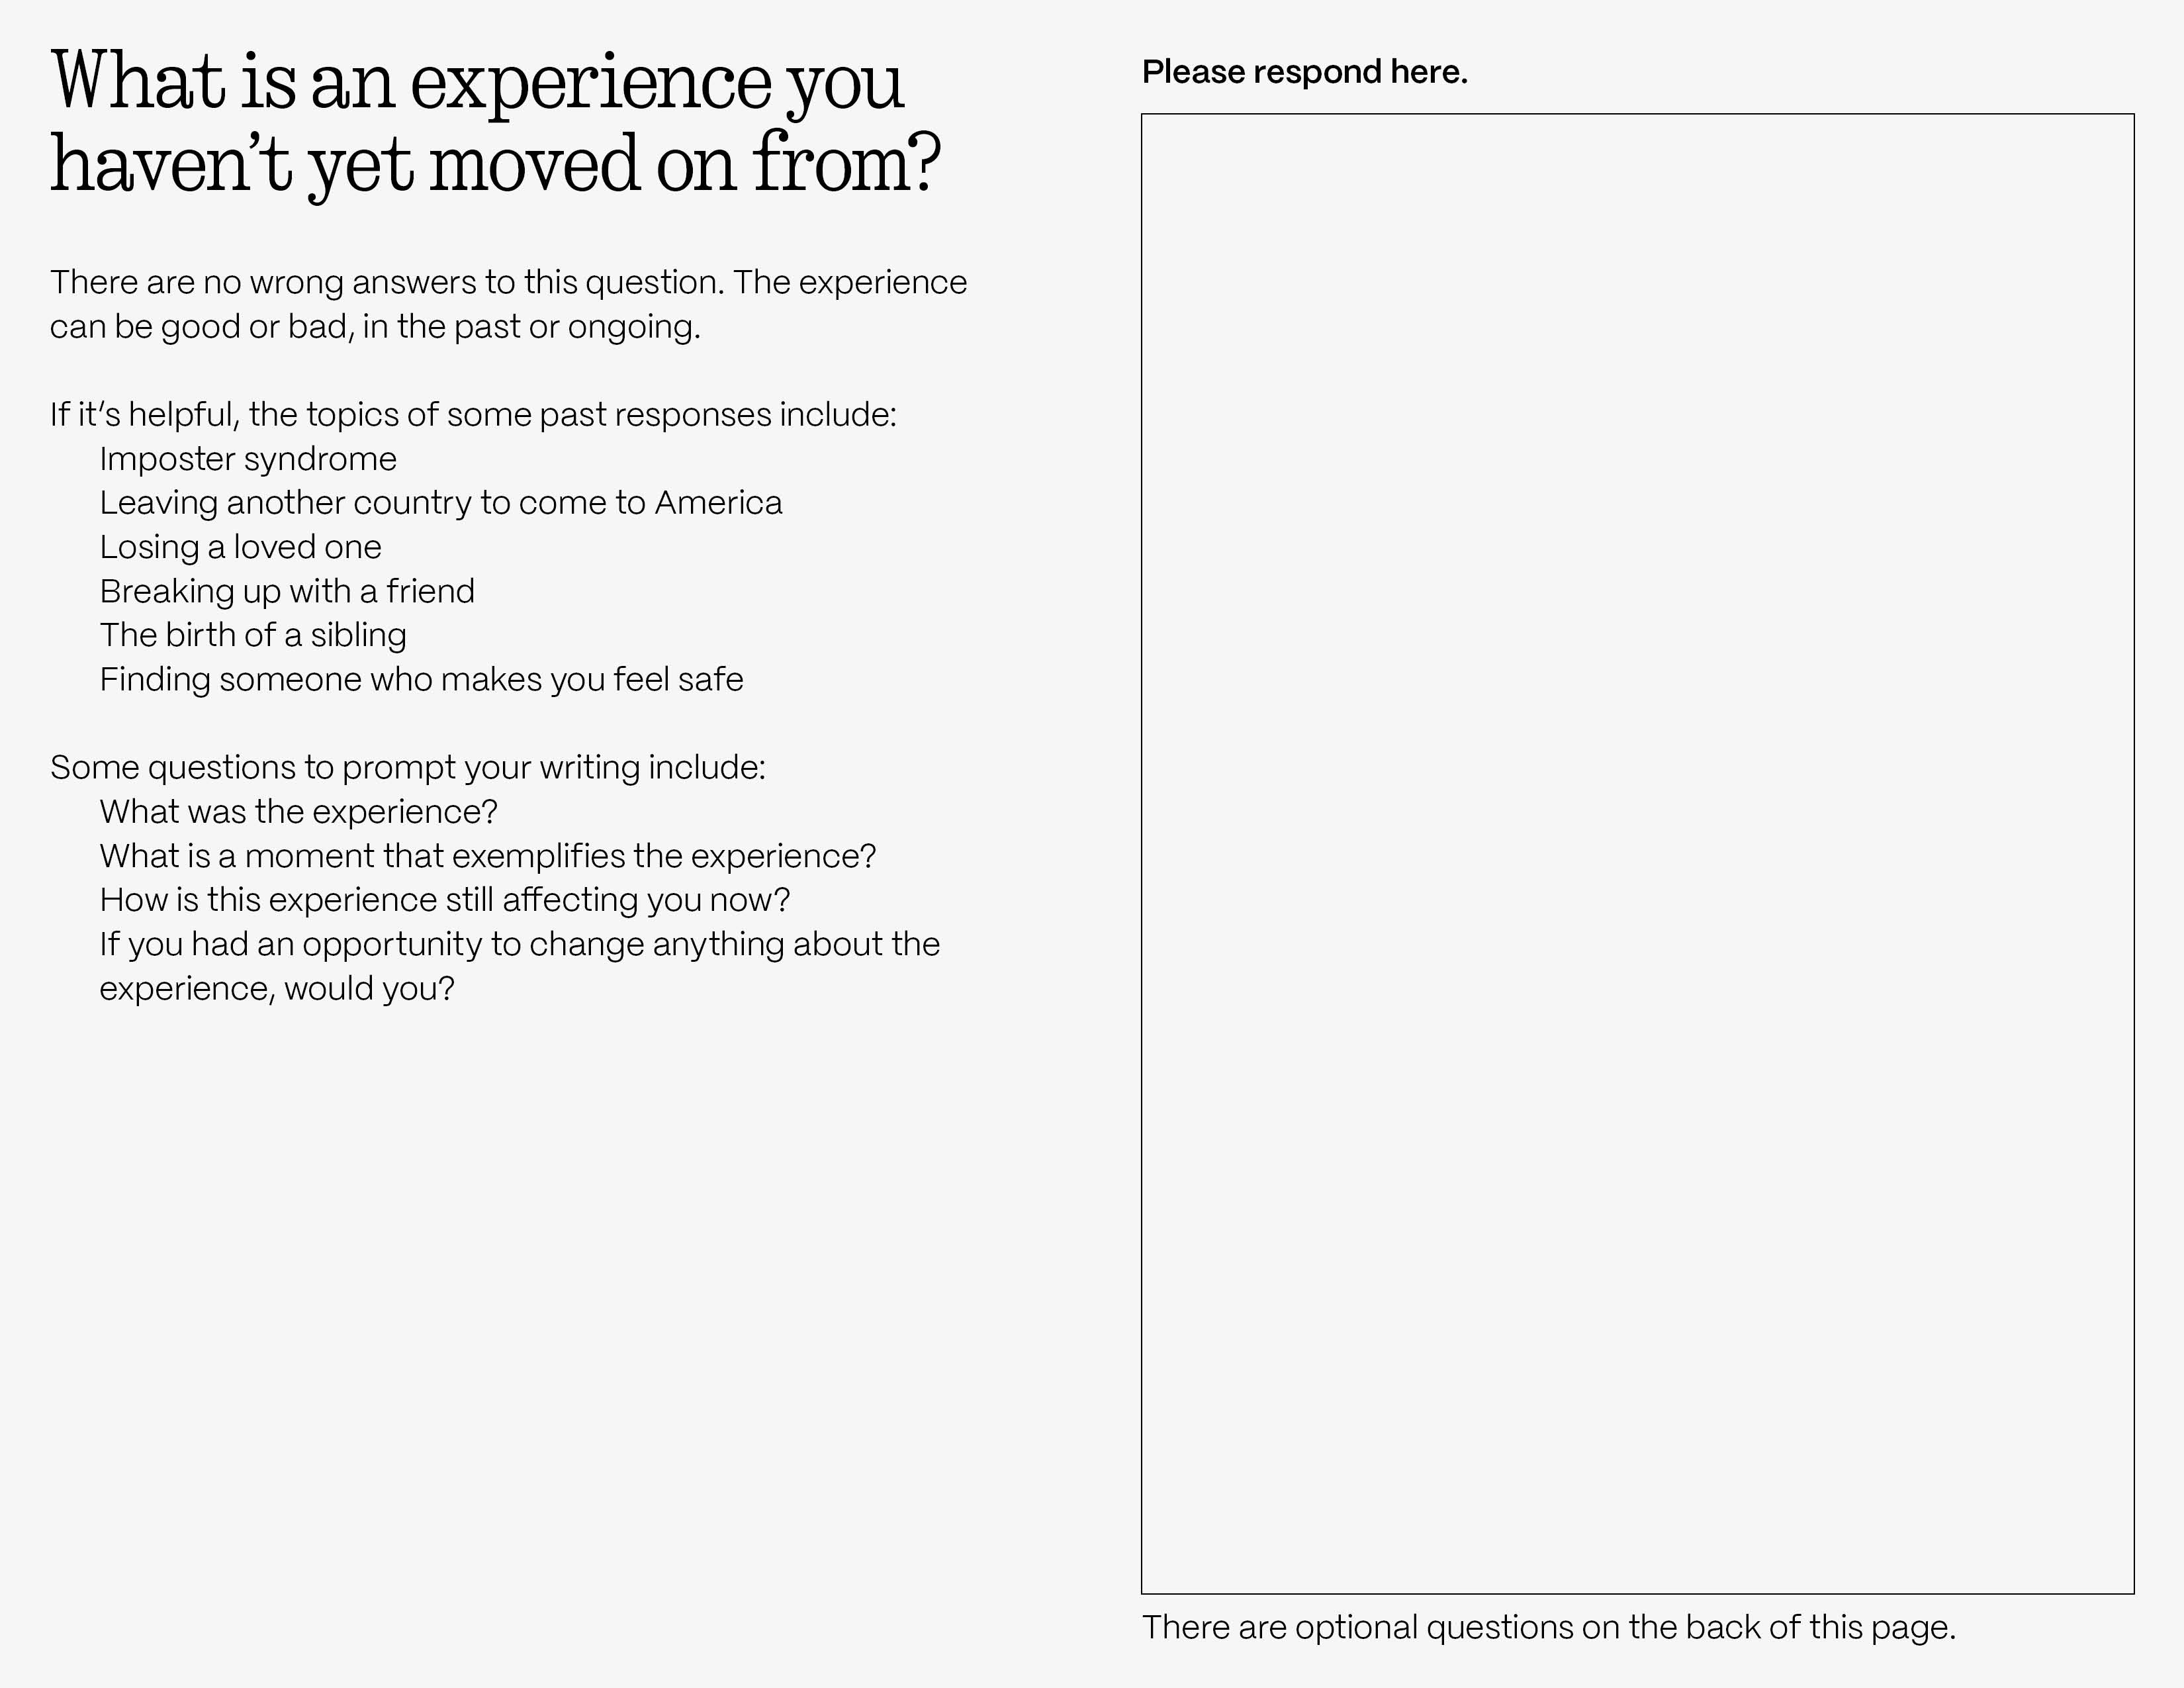 What is an experience you
haven’t yet moved on from?
There are no wrong answers to this question. The experience
can be good or bad, in the past or ongoing.
If it’s helpful, the topics of some past responses include:
Imposter syndrome
Leaving another country to come to America
Losing a loved one
Breaking up with a friend
The birth of a sibling
Finding someone who makes you feel safe
Some questions to prompt your writing include:
What was the experience?
What is a moment that exemplifies the experience?
How is this experience still affecting you now?
If you had an opportunity to change anything about the
experience, would you?
Please respond here.
There are optional questions on the back of this page.